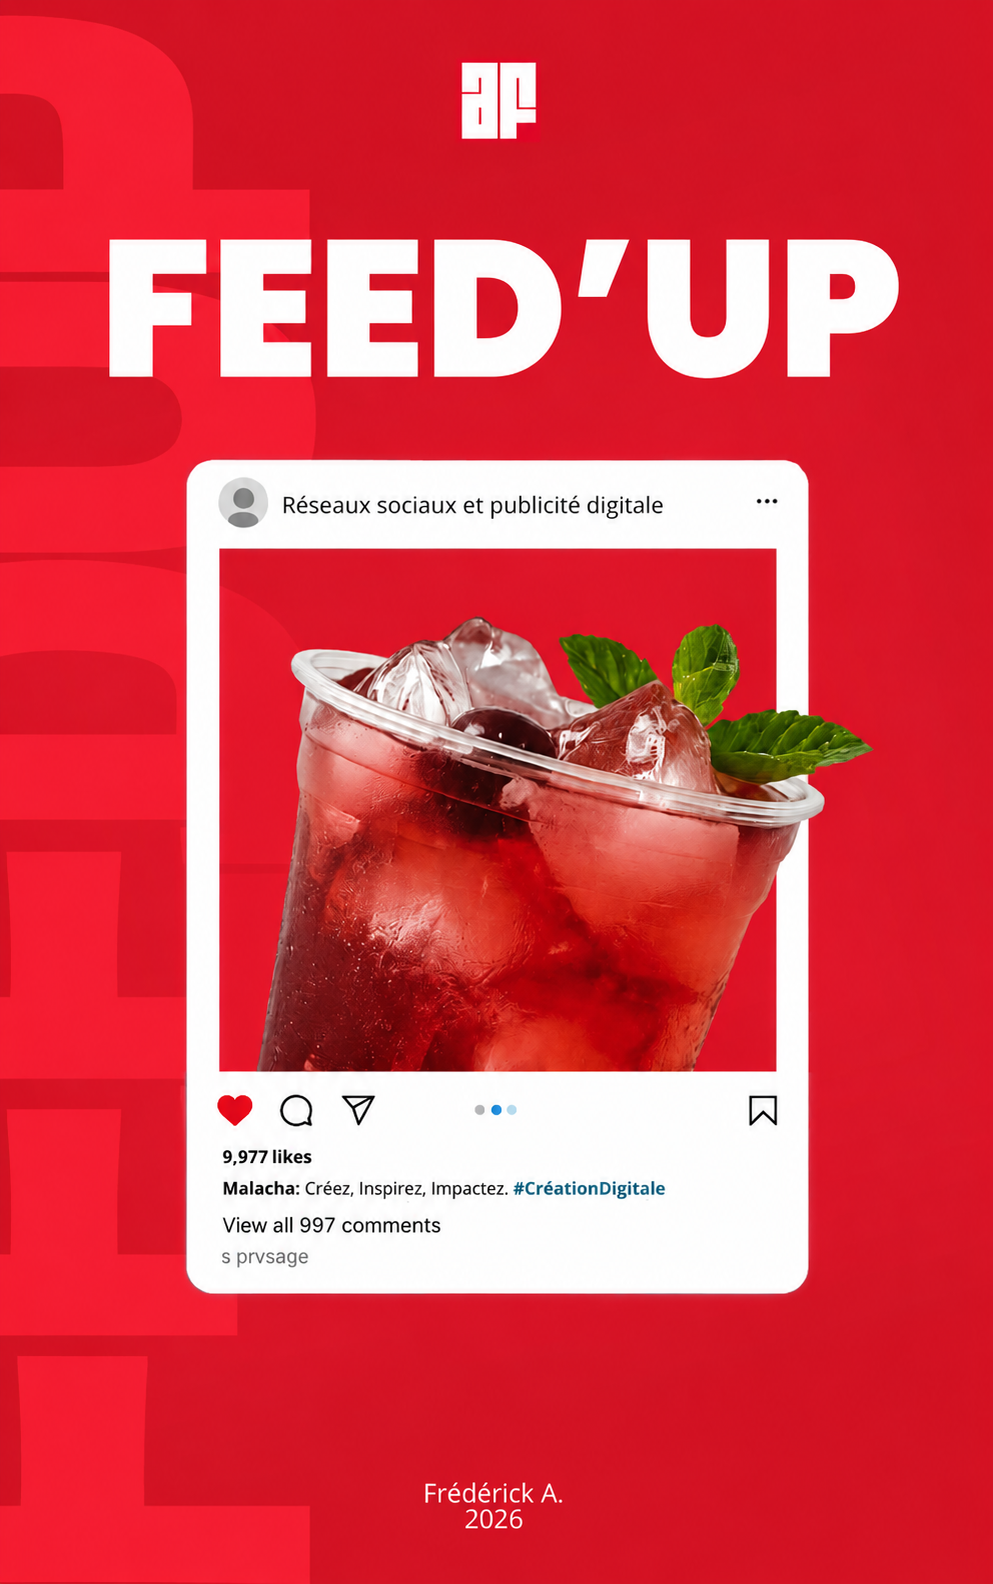 af
FEED’UP
Réseaux sociaux et publicité digitale
9,977 likes
Malacha: Créez, Inspirez, Impactez. #CréationDigitale
View all 997 comments
s prvsage
Frédérick A.
2026